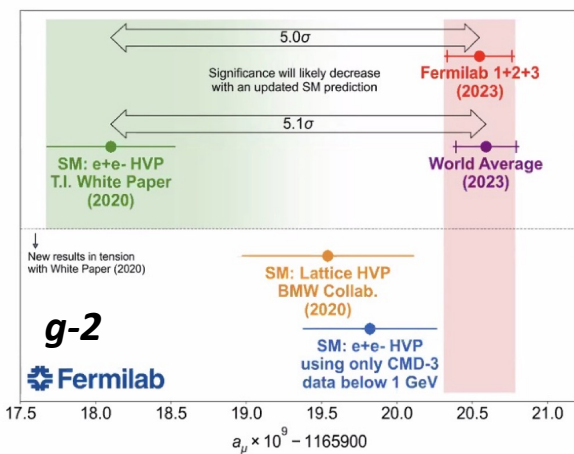 5.0σ
Significance will likely decrease
with an updated SM prediction
Fermilab 1+2+3
(2023)
5.1σ
SM: e+e- HVP
T.I. White Paper
(2020)
World Average
(2023)
New results in tension
with White Paper (2020)
SM: Lattice HVP
BMW Collab.
(2020)
g-2
SM: e+e- HVP
using only CMD-3
data below 1 GeV
Fermilab
17.5 18.0 18.5 19.0 19.5 20.0 20.5 21.0
aμ × 10⁹ − 1165900